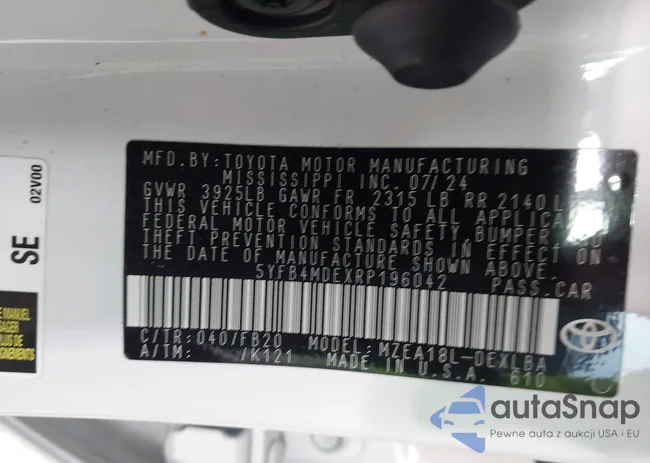 MFD.BY: TOYOTA MOTOR MANUFACTURING
MISSISSIPPI INC. 07/24
GVWR 3925LB GAWR FR 2315 LB RR 2140
THIS VEHICLE CONFORMS TO ALL
FEDERAL MOTOR VEHICLE SAFETY BUMPER
THEFT PREVENTION STANDARDS IN EFFECT ON
THE DATE OF MANUFACTURE SHOWN ABOVE.
5YFB4MDEXRP196042 PASS.CAR
C/TR: 040/FB20 MODEL: MZEA18L-DEXLBA
A/TM: /K121 MADE IN U.S.A. 610
SE
02V00
MANUEL
autaSnap
Pewne auta z aukcji USA i EU